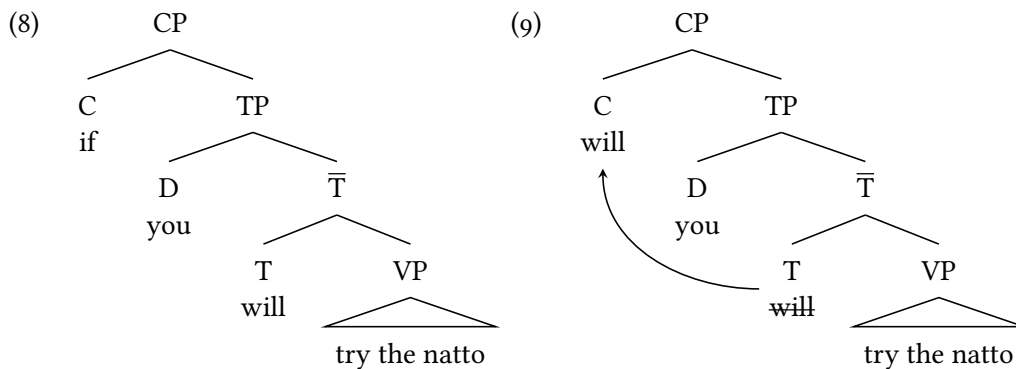 (8) CP (9) CP
C TP C TP
if will
D T̅ D T̅
you you
T VP T VP
will will
try the natto try the natto